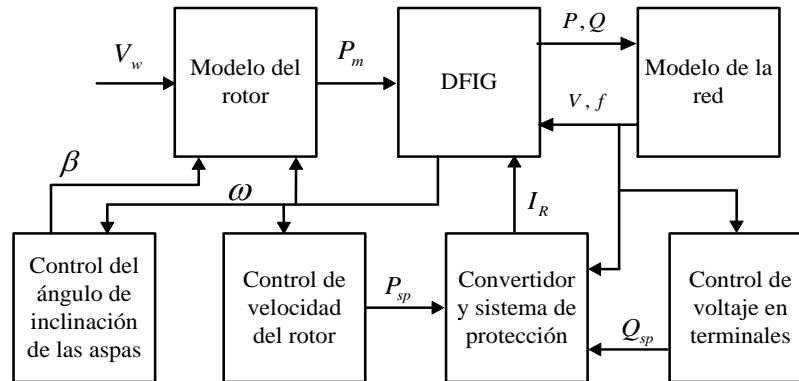 P, Q
V_w
Modelo del
rotor
P_m
DFIG
Modelo de la
red
V, f
β
ω
I_R
Control del
ángulo de
inclinación
de las aspas
Control de
velocidad
del rotor
P_sp
Convertidor
y sistema de
protección
Q_sp
Control de
voltaje en
terminales